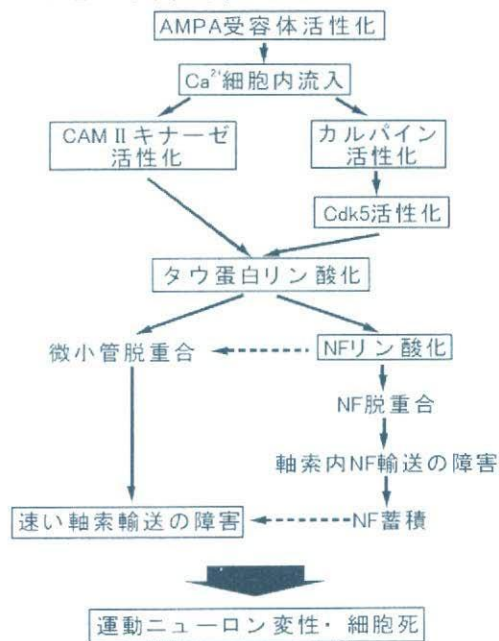 AMPA受容体活性化
Ca²⁺細胞内流入
CAMⅡキナーゼ
活性化
カルパイン
活性化
Cdk5活性化
タウ蛋白リン酸化
微小管脱重合
NFリン酸化
NF脱重合
軸索内NF輸送の障害
速い軸索輸送の障害
NF蓄積
運動ニューロン変性・細胞死